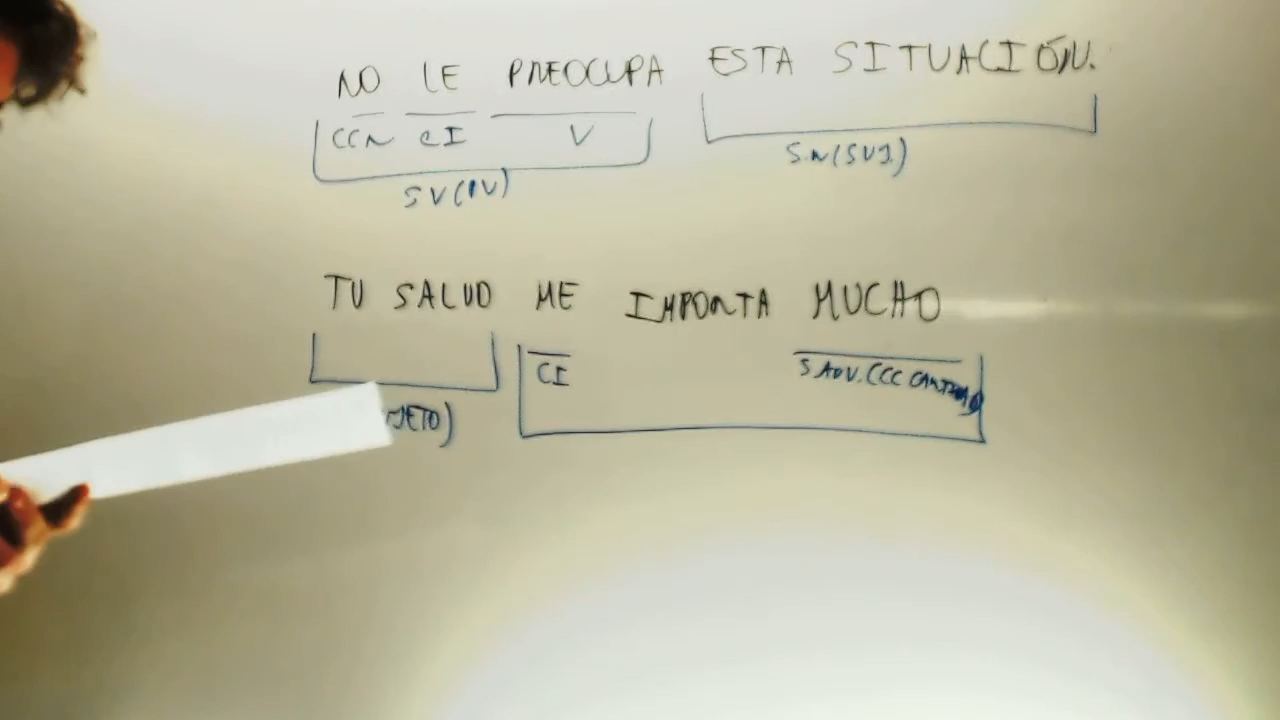 NO LE PREOCUPA ESTA SITUACIÓN.
CCN CI V
SV(PV) S.N(SUJ)
TU SALUD ME IMPORTA MUCHO
CI S ADV. (CC CANTIDAD)
JETO)